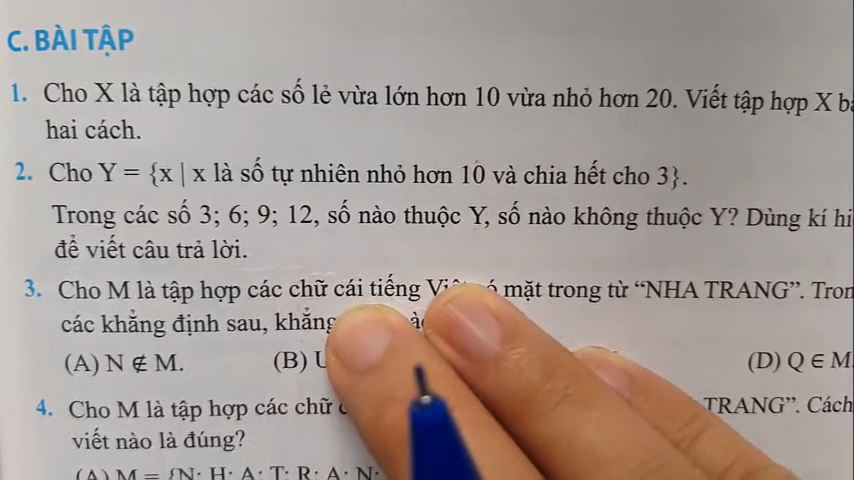 C. BÀI TẬP
1. Cho X là tập hợp các số lẻ vừa lớn hơn 10 vừa nhỏ hơn 20. Viết tập hợp X
hai cách.
2. Cho Y = {x | x là số tự nhiên nhỏ hơn 10 và chia hết cho 3}.
Trong các số 3; 6; 9; 12, số nào thuộc Y, số nào không thuộc Y? Dùng kí
để viết câu trả lời.
3. Cho M là tập hợp các chữ cái tiếng mặt trong từ “NHA TRANG”.
các khẳng định sau,
(A) N ∉ M. (B) (D) Q ∈ M
4. Cho M là tập hợp các chữ TRANG”. Cách
viết nào là đúng?
(A) M = {N; H; A; T; R; A; N;